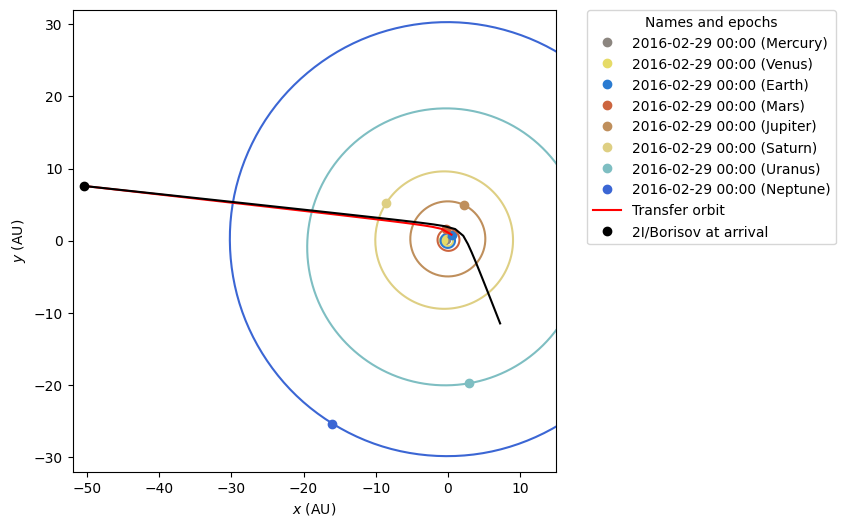 30
20
10
0
−10
−20
−30
y (AU)
−50
−40
−30
−20
−10
0
10
x (AU)
Names and epochs
2016-02-29 00:00 (Mercury)
2016-02-29 00:00 (Venus)
2016-02-29 00:00 (Earth)
2016-02-29 00:00 (Mars)
2016-02-29 00:00 (Jupiter)
2016-02-29 00:00 (Saturn)
2016-02-29 00:00 (Uranus)
2016-02-29 00:00 (Neptune)
Transfer orbit
2I/Borisov at arrival